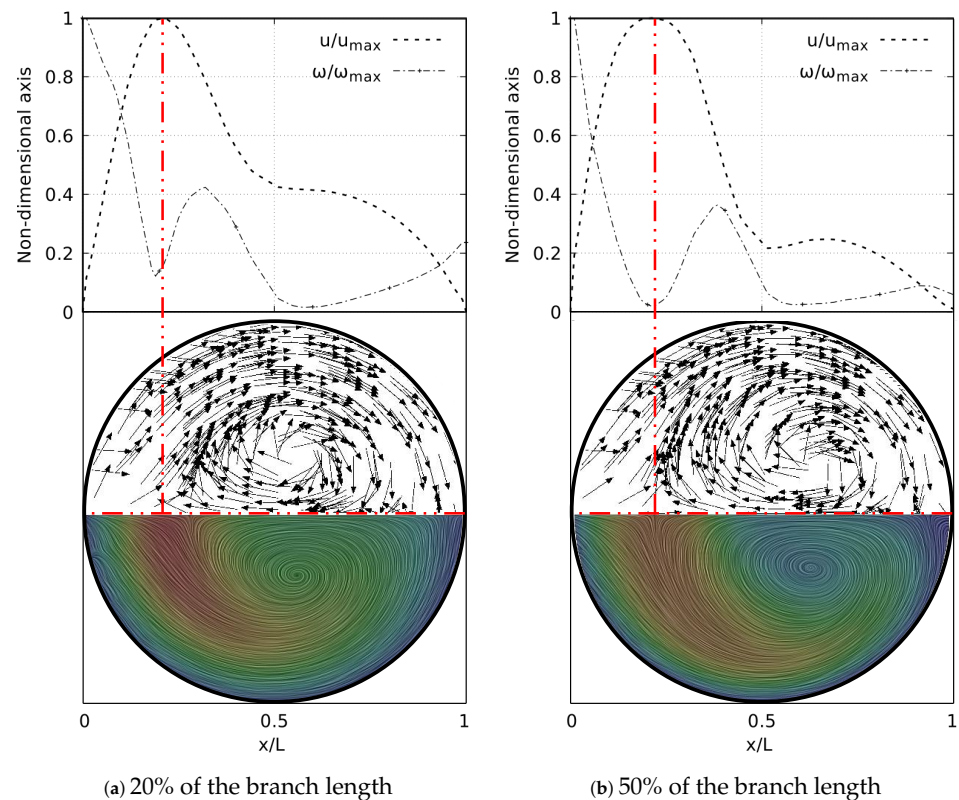 1
0.8
0.6
0.4
0.2
0
Non-dimensional axis
u/u_max
ω/ω_max
0
0.5
1
x/L
(a) 20% of the branch length
1
0.8
0.6
0.4
0.2
0
Non-dimensional axis
u/u_max
ω/ω_max
0
0.5
1
x/L
(b) 50% of the branch length